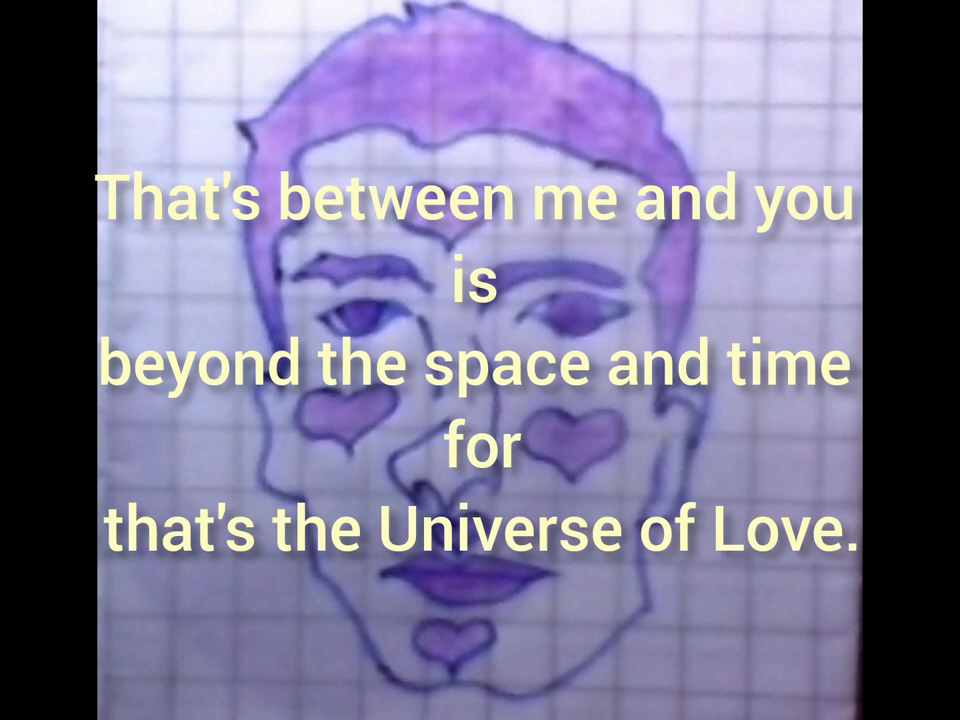 That's between me and you
is
beyond the space and time
for
that's the Universe of Love.